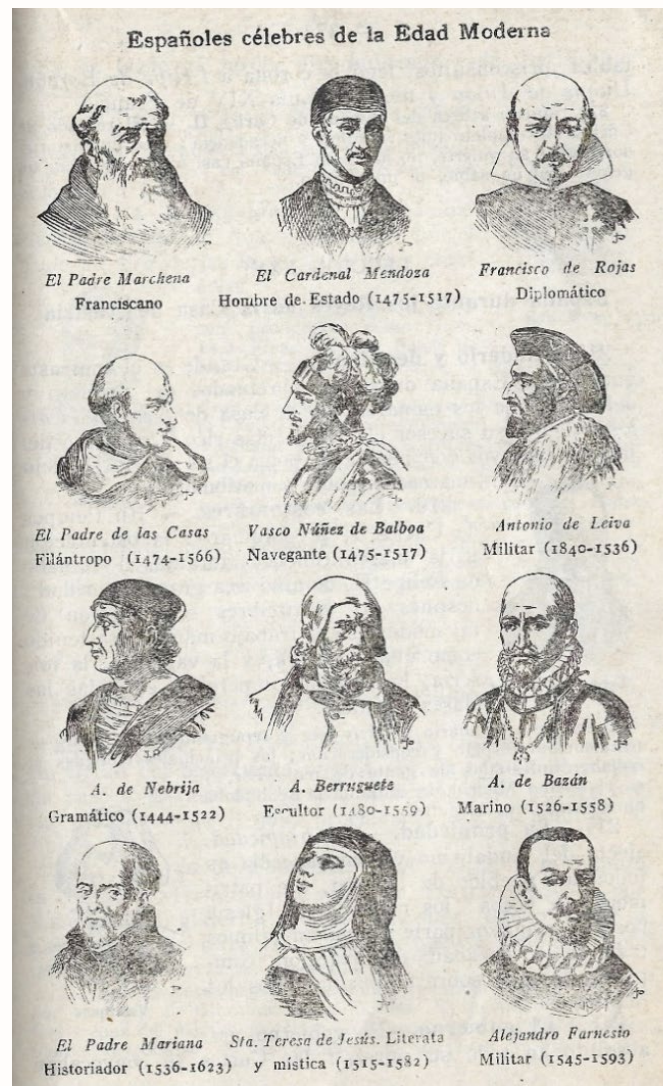 Españoles célebres de la Edad Moderna
El Padre Marchena
Franciscano
El Cardenal Mendoza
Hombre de Estado (1475-1517)
Francisco de Rojas
Diplomático
El Padre de las Casas
Filántropo (1474-1566)
Vasco Núñez de Balboa
Navegante (1475-1517)
Antonio de Leiva
Militar (1840-1536)
A. de Nebrija
Gramático (1444-1522)
A. Berruguete
Escultor (1480-1559)
A. de Bazán
Marino (1526-1558)
El Padre Mariana
Historiador (1536-1623)
Sta. Teresa de Jesús. Literata
y mística (1515-1582)
Alejandro Farnesio
Militar (1545-1593)